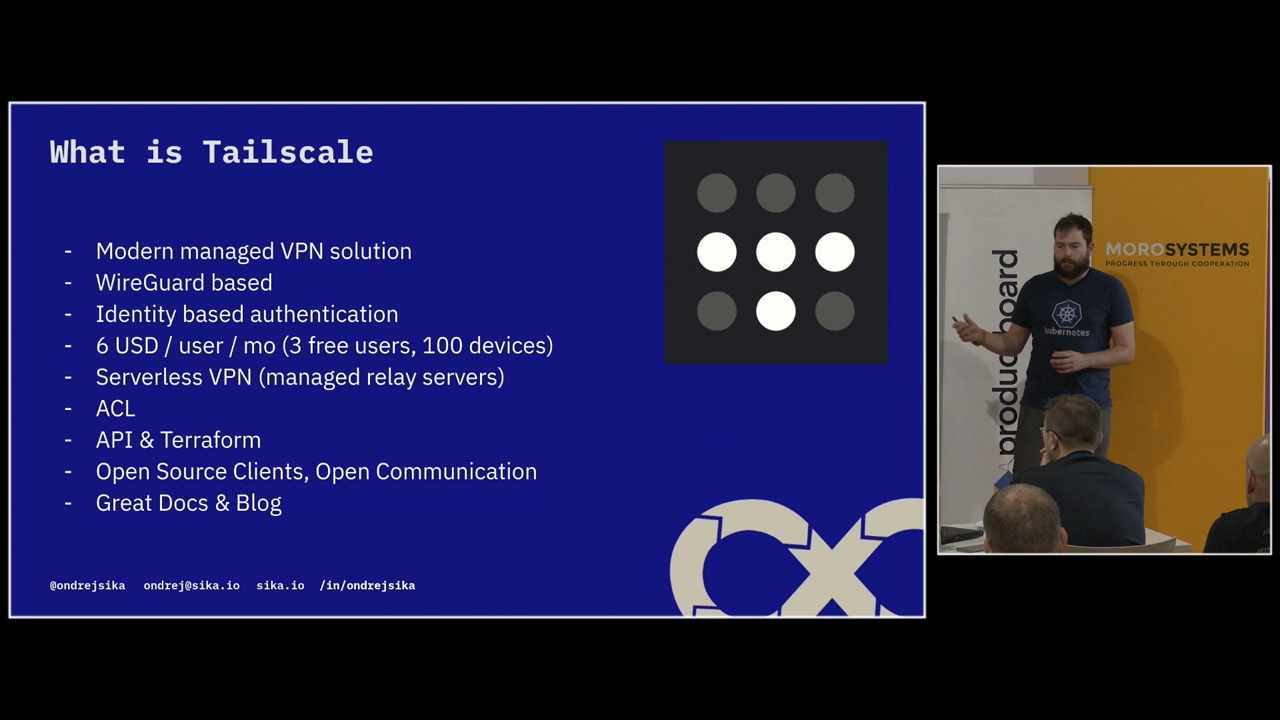 What is Tailscale
- Modern managed VPN solution
- WireGuard based
- Identity based authentication
- 6 USD / user / mo (3 free users, 100 devices)
- Serverless VPN (managed relay servers)
- ACL
- API & Terraform
- Open Source Clients, Open Communication
- Great Docs & Blog
@ondrejsika ondrej@sika.io sika.io /in/ondrejsika
productboard
MOROSYSTEMS
PROGRESS THROUGH COOPERATION
kubernetes